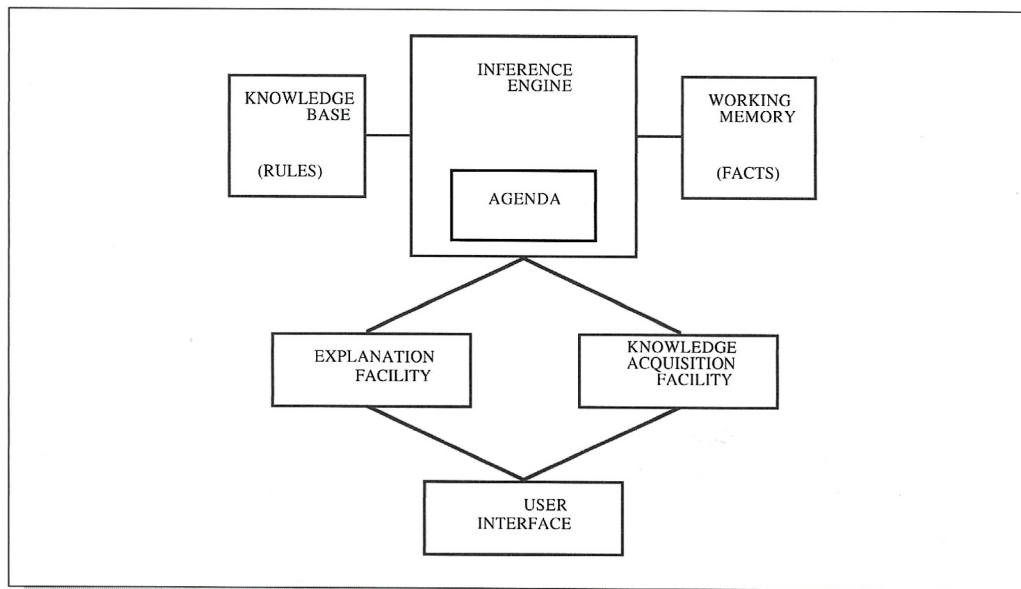 INFERENCE
ENGINE
KNOWLEDGE
BASE
(RULES)
WORKING
MEMORY
(FACTS)
AGENDA
EXPLANATION
FACILITY
KNOWLEDGE
ACQUISITION
FACILITY
USER
INTERFACE